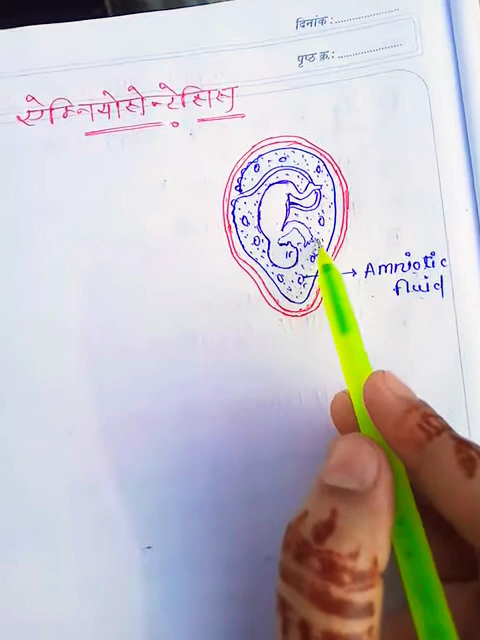 दिनांक :
पृष्ठ क्र. :
ऐम्नियोसेन्टेसिस
Amniotic
fluid